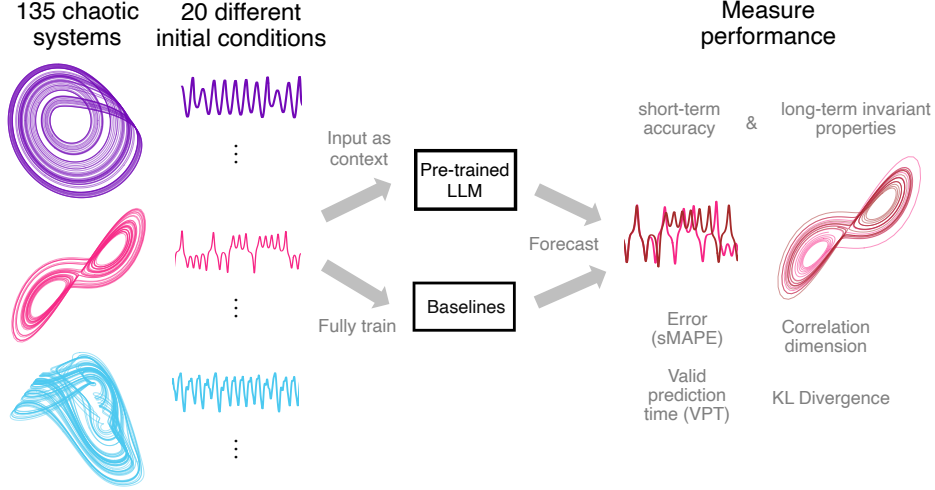 135 chaotic
systems
20 different
initial conditions
Measure
performance
short-term
accuracy
&
long-term invariant
properties
Input as
context
Pre-trained
LLM
Forecast
Fully train
Baselines
Error
(sMAPE)
Correlation
dimension
Valid
prediction
time (VPT)
KL Divergence